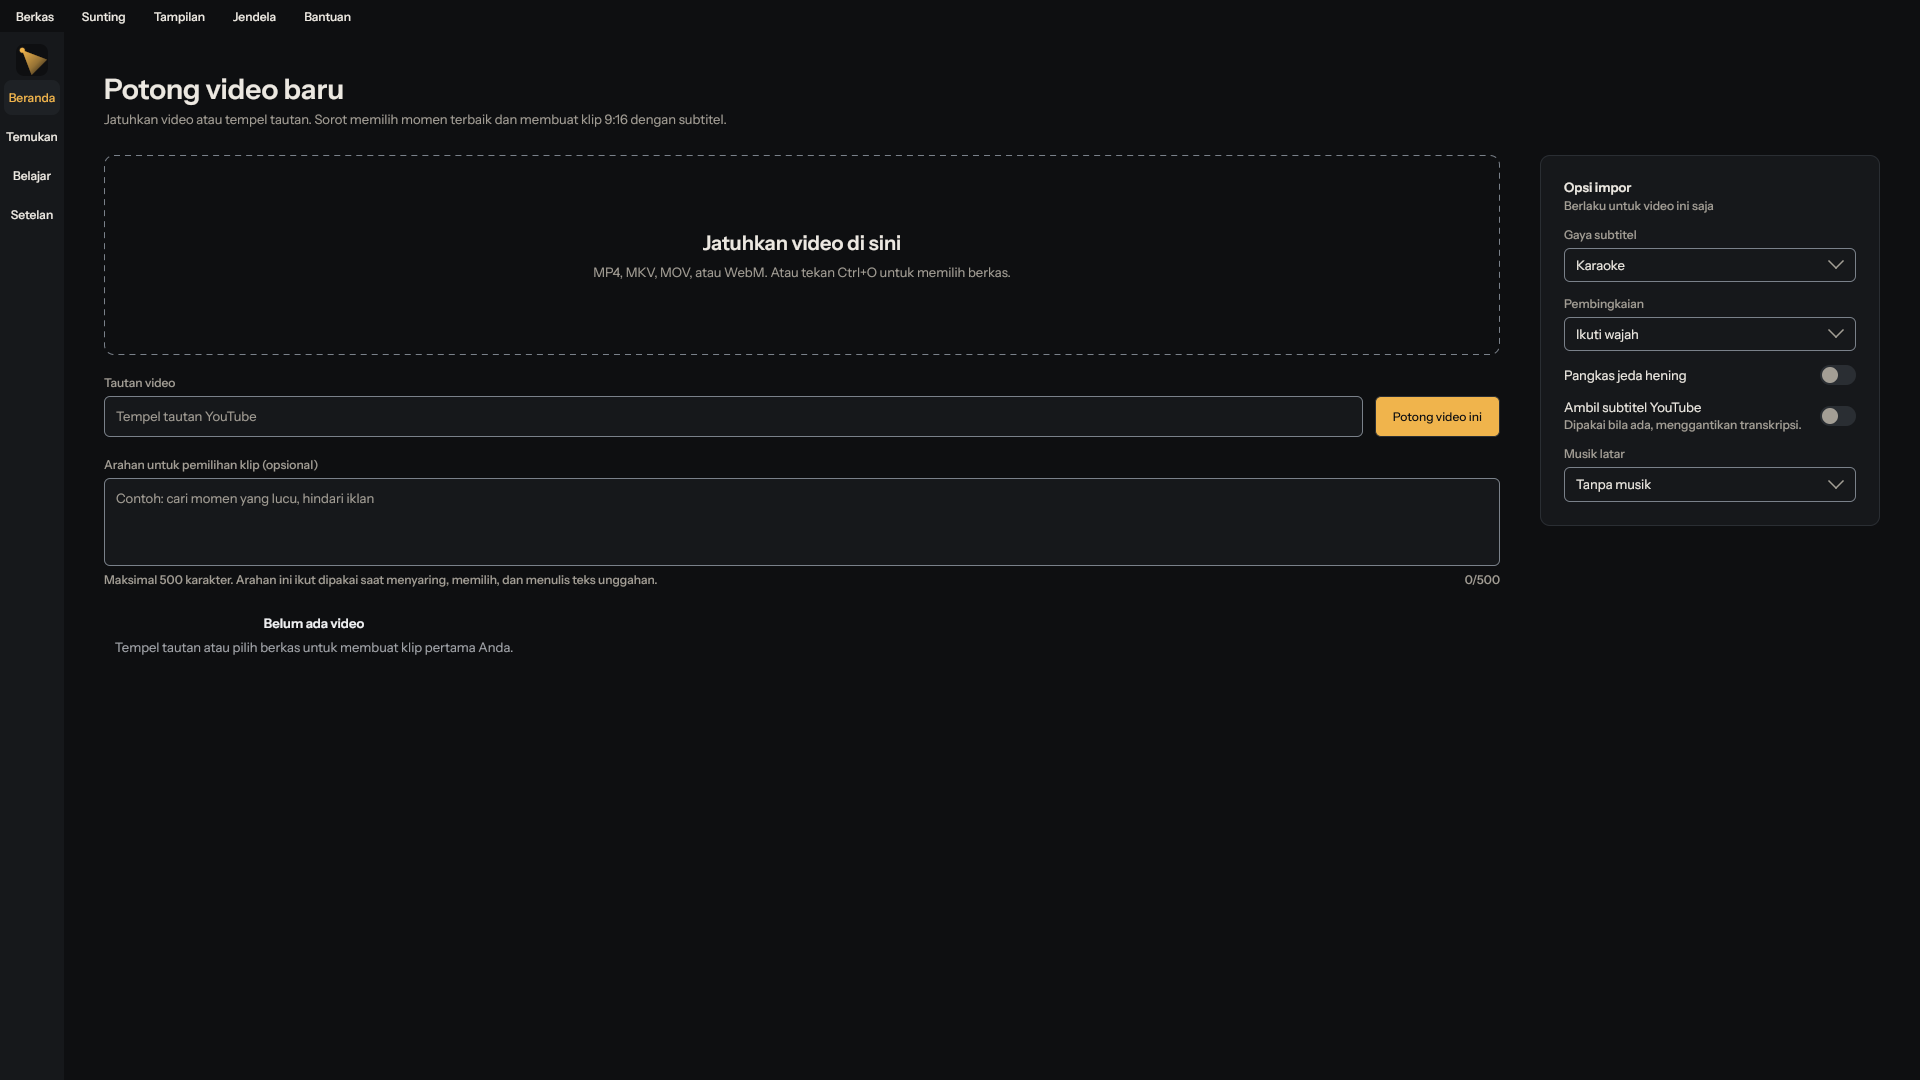 Berkas Sunting Tampilan Jendela Bantuan
Beranda
Temukan
Belajar
Setelan
Potong video baru
Jatuhkan video atau tempel tautan. Sorot memilih momen terbaik dan membuat klip 9:16 dengan subtitel.
Jatuhkan video di sini
MP4, MKV, MOV, atau WebM. Atau tekan Ctrl+O untuk memilih berkas.
Tautan video
Tempel tautan YouTube
Potong video ini
Arahan untuk pemilihan klip (opsional)
Contoh: cari momen yang lucu, hindari iklan
Maksimal 500 karakter. Arahan ini ikut dipakai saat menyaring, memilih, dan menulis teks unggahan.
0/500
Belum ada video
Tempel tautan atau pilih berkas untuk membuat klip pertama Anda.
Opsi impor
Berlaku untuk video ini saja
Gaya subtitel
Karaoke
Pembingkaian
Ikuti wajah
Pangkas jeda hening
Ambil subtitel YouTube
Dipakai bila ada, menggantikan transkripsi.
Musik latar
Tanpa musik